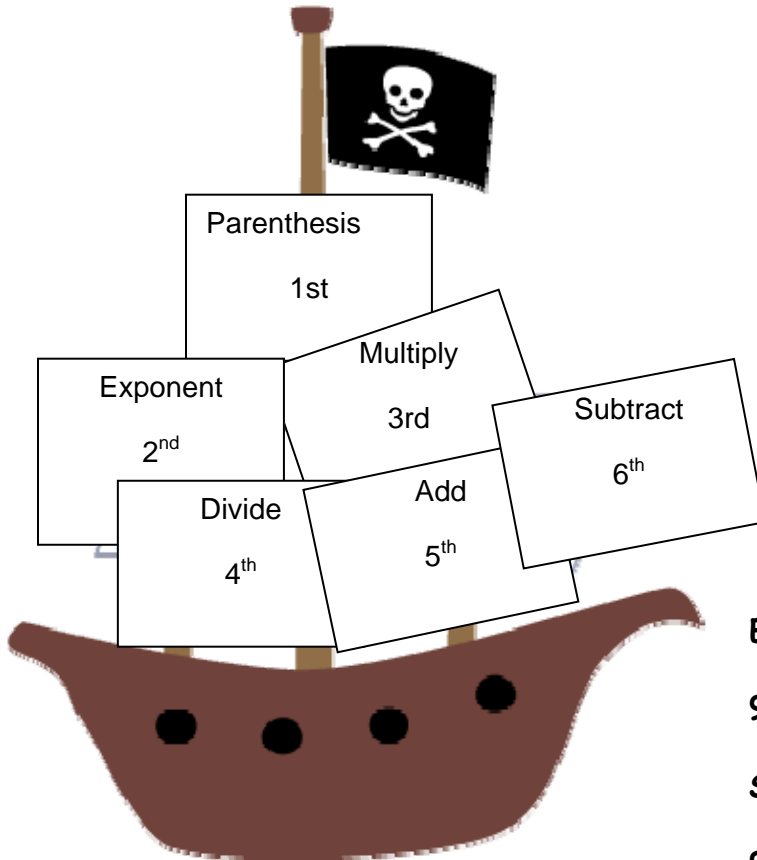 Parenthesis
1st
Exponent
2nd
Multiply
3rd
Divide
4th
Add
5th
Subtract
6th